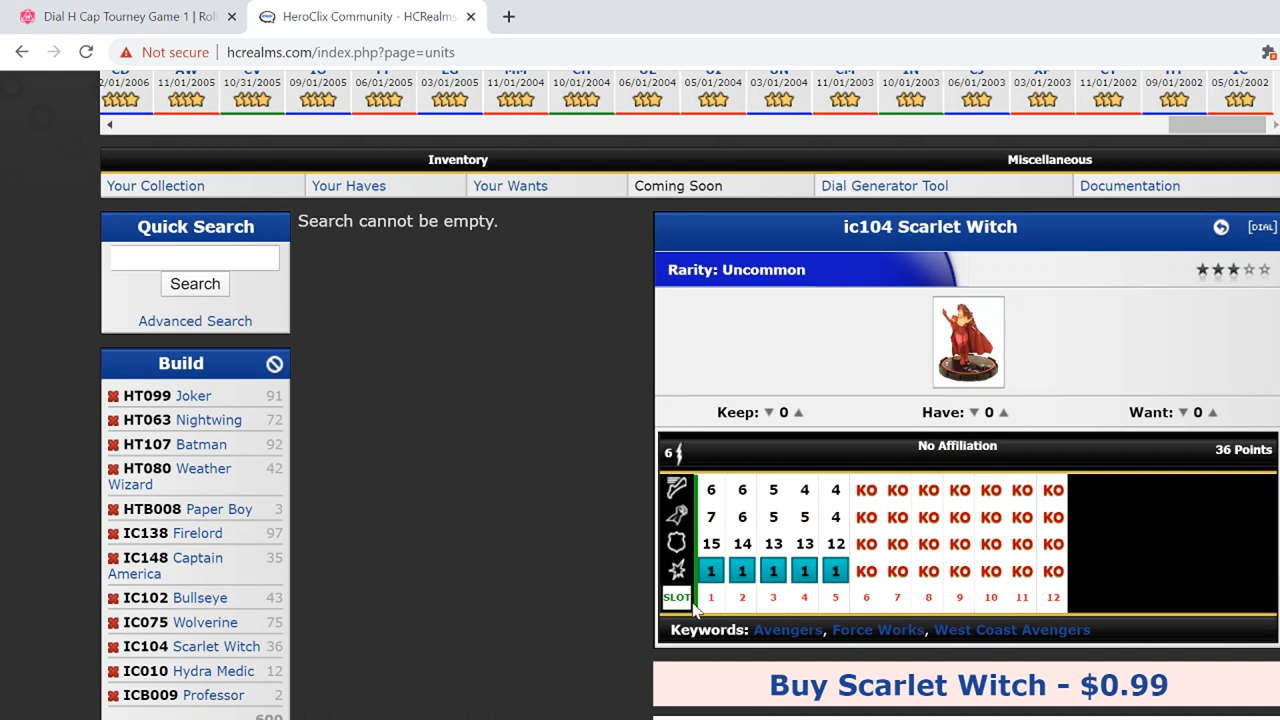 Dial H Cap Tourney Game 1 | Roll
HeroClix Community - HCRealms
Not secure | hcrealms.com/index.php?page=units
2/01/2006 11/01/2005 10/31/2005 09/01/2005 06/01/2005 03/01/2005 11/01/2004 10/01/2004 06/01/2004 05/01/2004 03/01/2004 11/01/2003 10/01/2003 06/01/2003 03/01/2003 11/01/2002 09/01/2002 05/01/2002
Inventory Miscellaneous
Your Collection Your Haves Your Wants Coming Soon Dial Generator Tool Documentation
Quick Search
Search
Advanced Search
Search cannot be empty.
Build
HT099 Joker 91
HT063 Nightwing 72
HT107 Batman 92
HT080 Weather 42
Wizard
HTB008 Paper Boy 3
IC138 Firelord 97
IC148 Captain 35
America
IC102 Bullseye 43
IC075 Wolverine 75
IC104 Scarlet Witch 36
IC010 Hydra Medic 12
ICB009 Professor 2
600
ic104 Scarlet Witch [DIAL]
Rarity: Uncommon
Keep: 0 Have: 0 Want: 0
6 No Affiliation 36 Points
6 6 5 4 4 KO KO KO KO KO KO KO
7 6 5 5 4 KO KO KO KO KO KO KO
15 14 13 13 12 KO KO KO KO KO KO KO
1 1 1 1 1 KO KO KO KO KO KO KO
SLOT 1 2 3 4 5 6 7 8 9 10 11 12
Keywords: Avengers, Force Works, West Coast Avengers
Buy Scarlet Witch - $0.99